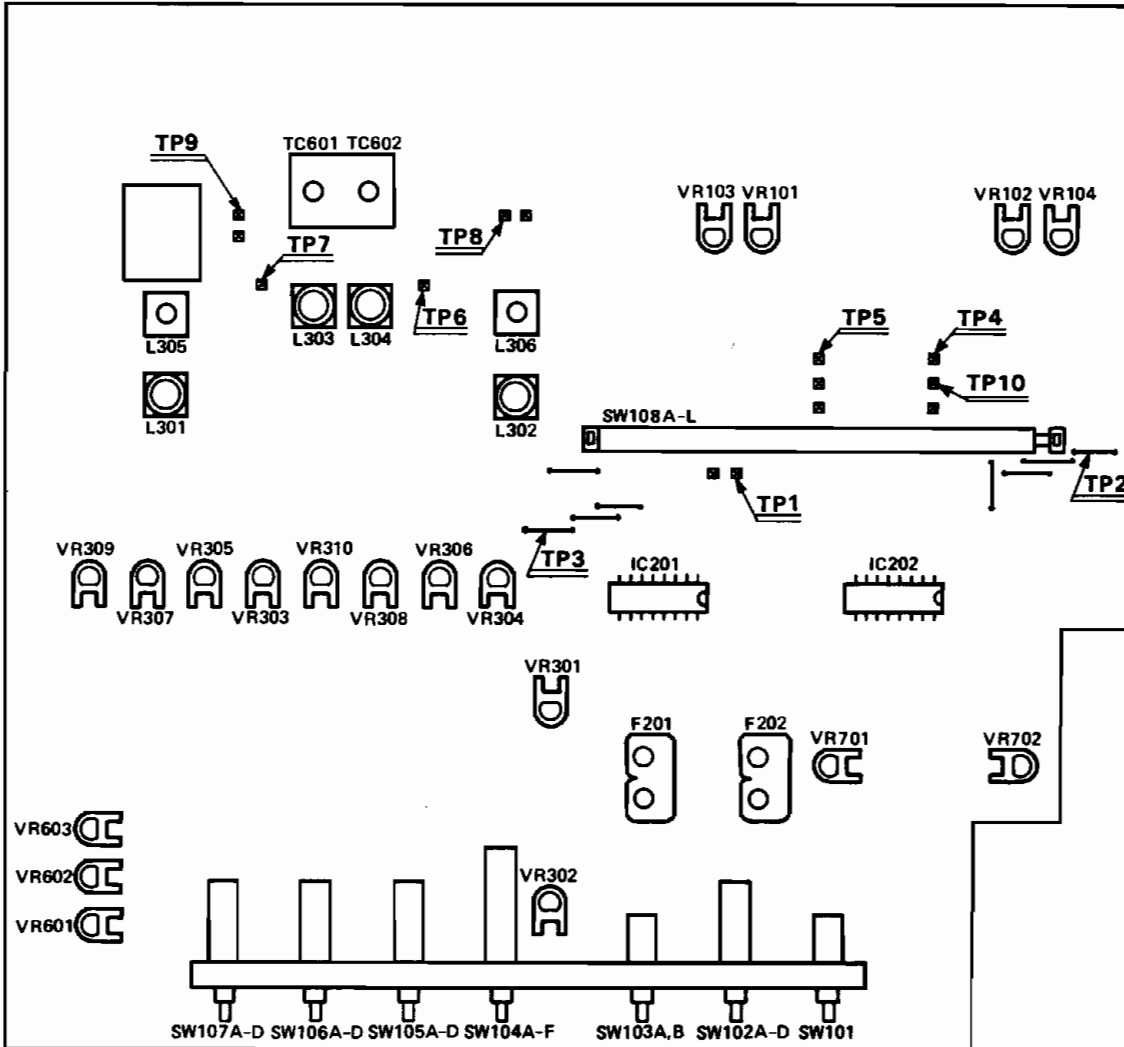 TP9
TC601 TC602
VR103 VR101
VR102 VR104
TP7
TP8
TP6
L305
L303 L304
L306
TP5
TP4
TP10
L301
L302
SW108A-L
TP1
TP2
TP3
VR309
VR305
VR310
VR306
IC201
IC202
VR307
VR303
VR308
VR304
VR301
F201
F202
VR701
VR702
VR603
VR602
VR302
VR601
SW107A-D SW106A-D SW105A-D SW104A-F SW103A,B SW102A-D SW101